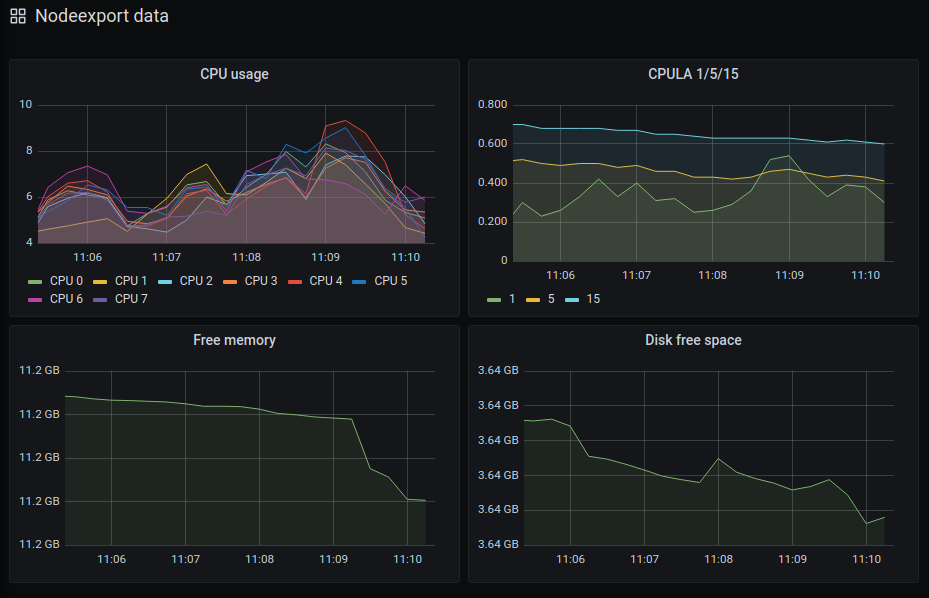 Nodeexport data
CPU usage
10
8
6
4
11:06 11:07 11:08 11:09 11:10
CPU 0 CPU 1 CPU 2 CPU 3 CPU 4 CPU 5
CPU 6 CPU 7
CPULA 1/5/15
0.800
0.600
0.400
0.200
0
11:06 11:07 11:08 11:09 11:10
1 5 15
Free memory
11.2 GB
11.2 GB
11.2 GB
11.2 GB
11.2 GB
11:06 11:07 11:08 11:09 11:10
Disk free space
3.64 GB
3.64 GB
3.64 GB
3.64 GB
3.64 GB
3.64 GB
11:06 11:07 11:08 11:09 11:10